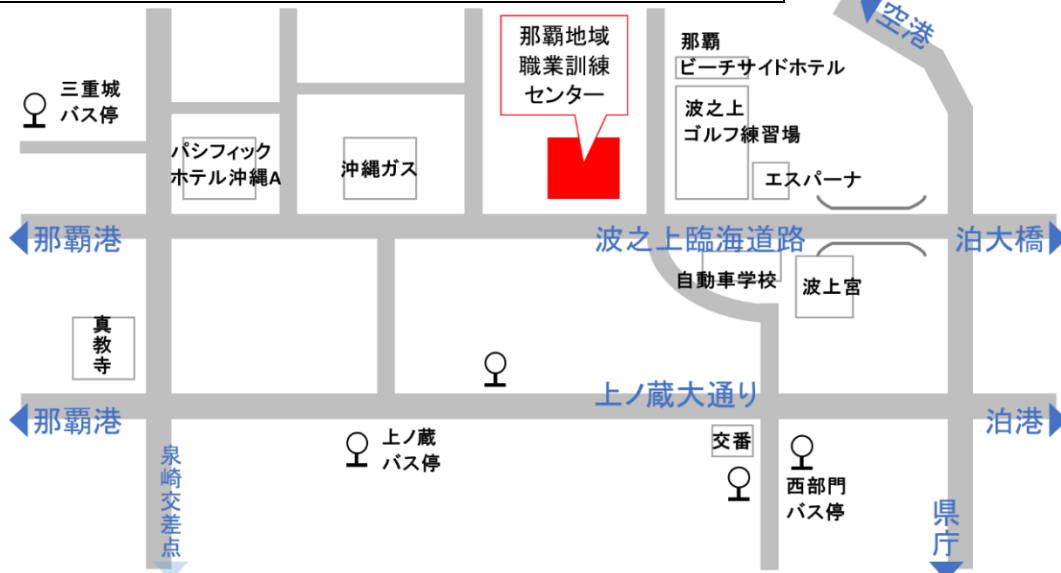 空港
那覇地域
職業訓練
センター
那覇
ビーチサイドホテル
三重城
バス停
波之上
ゴルフ練習場
パシフィック
ホテル沖縄A
沖縄ガス
エスパーナ
那覇港
波之上臨海道路
泊大橋
自動車学校
波上宮
真教寺
上ノ蔵大通り
那覇港
泊港
上ノ蔵
バス停
交番
泉崎交差点
西部門
バス停
県庁